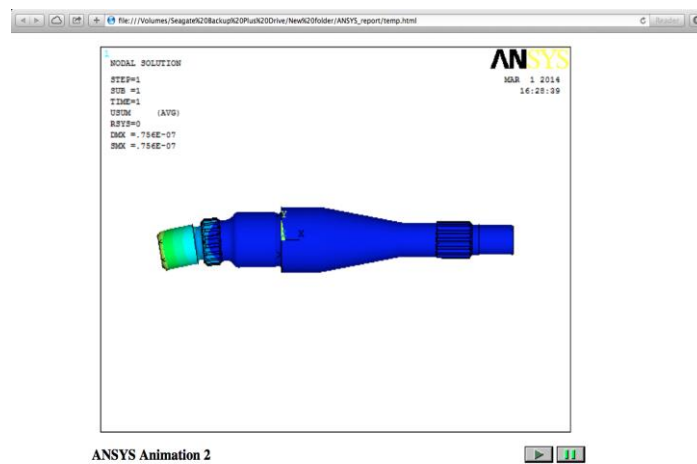 file:///Volumes/Seagate%20Backup%20Plus%20Drive/New%20folder/ANSYS_report/temp.html
Reader
1
NODAL SOLUTION
STEP=1
SUB =1
TIME=1
USUM (AVG)
RSYS=0
DMX =.756E-07
SMX =.756E-07
ANSYS
MAR 1 2014
16:28:39
X
ANSYS Animation 2